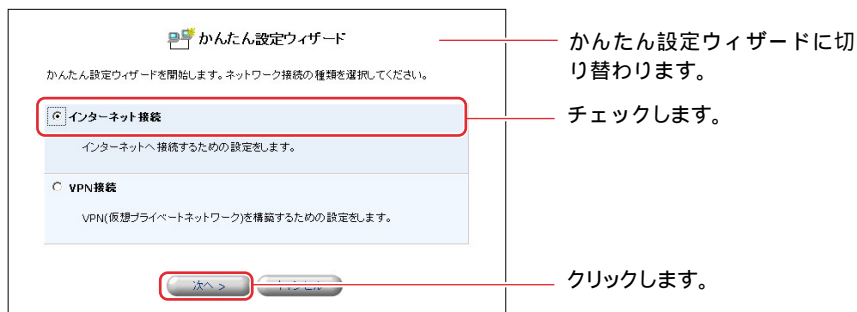 かんたん設定ウィザード
かんたん設定ウィザードを開始します。ネットワーク接続の種類を選択してください。
インターネット接続
インターネットへ接続するための設定をします。
VPN接続
VPN(仮想プライベートネットワーク)を構築するための設定をします。
次へ >
キャンセル
かんたん設定ウィザードに切
り替わります。
チェックします。
クリックします。